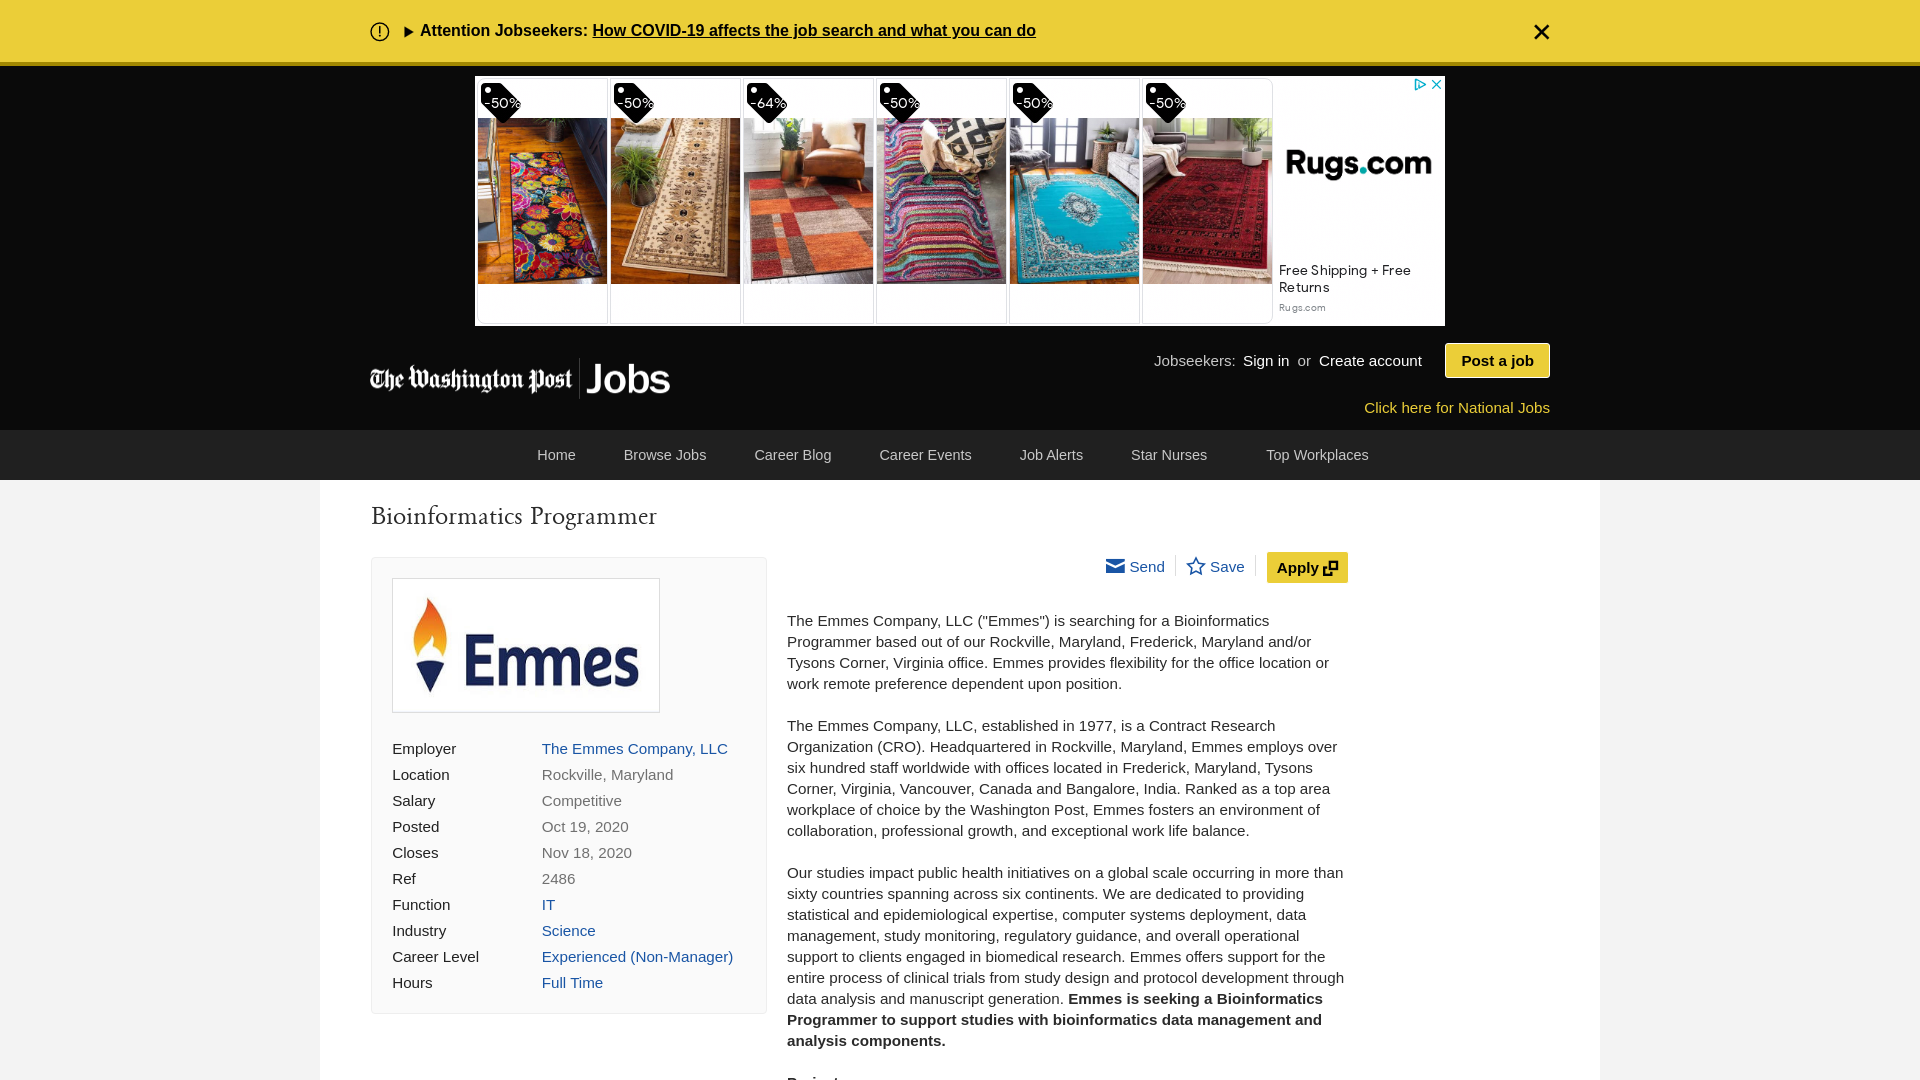 Attention Jobseekers: How COVID-19 affects the job search and what you can do
-50%
-50%
-64%
-50%
-50%
-50%
Rugs.com
Free Shipping + Free
Returns
Rugs.com
The Washington Post Jobs
Jobseekers: Sign in or Create account
Post a job
Click here for National Jobs
Home Browse Jobs Career Blog Career Events Job Alerts Star Nurses Top Workplaces
Bioinformatics Programmer
Emmes
Employer The Emmes Company, LLC
Location Rockville, Maryland
Salary Competitive
Posted Oct 19, 2020
Closes Nov 18, 2020
Ref 2486
Function IT
Industry Science
Career Level Experienced (Non-Manager)
Hours Full Time
Send Save Apply
The Emmes Company, LLC ("Emmes") is searching for a Bioinformatics
Programmer based out of our Rockville, Maryland, Frederick, Maryland and/or
Tysons Corner, Virginia office. Emmes provides flexibility for the office location or
work remote preference dependent upon position.
The Emmes Company, LLC, established in 1977, is a Contract Research
Organization (CRO). Headquartered in Rockville, Maryland, Emmes employs over
six hundred staff worldwide with offices located in Frederick, Maryland, Tysons
Corner, Virginia, Vancouver, Canada and Bangalore, India. Ranked as a top area
workplace of choice by the Washington Post, Emmes fosters an environment of
collaboration, professional growth, and exceptional work life balance.
Our studies impact public health initiatives on a global scale occurring in more than
sixty countries spanning across six continents. We are dedicated to providing
statistical and epidemiological expertise, computer systems deployment, data
management, study monitoring, regulatory guidance, and overall operational
support to clients engaged in biomedical research. Emmes offers support for the
entire process of clinical trials from study design and protocol development through
data analysis and manuscript generation. Emmes is seeking a Bioinformatics
Programmer to support studies with bioinformatics data management and
analysis components.